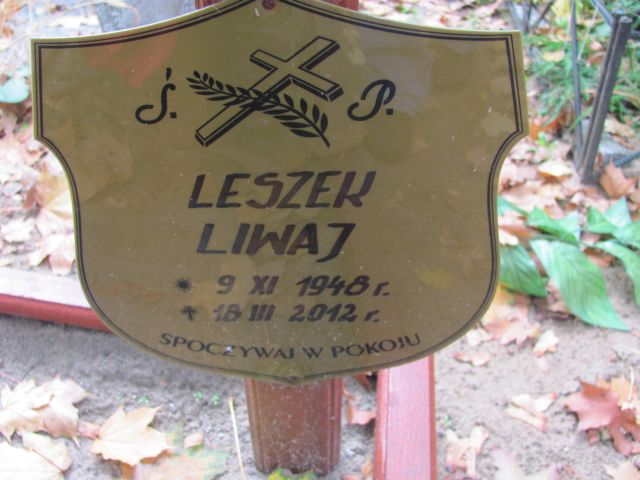 Ś. P.
LESZEK
LIWAJ
* 9 XI 1948 r.
+ 18 III 2012 r.
SPOCZYWAJ W POKOJU